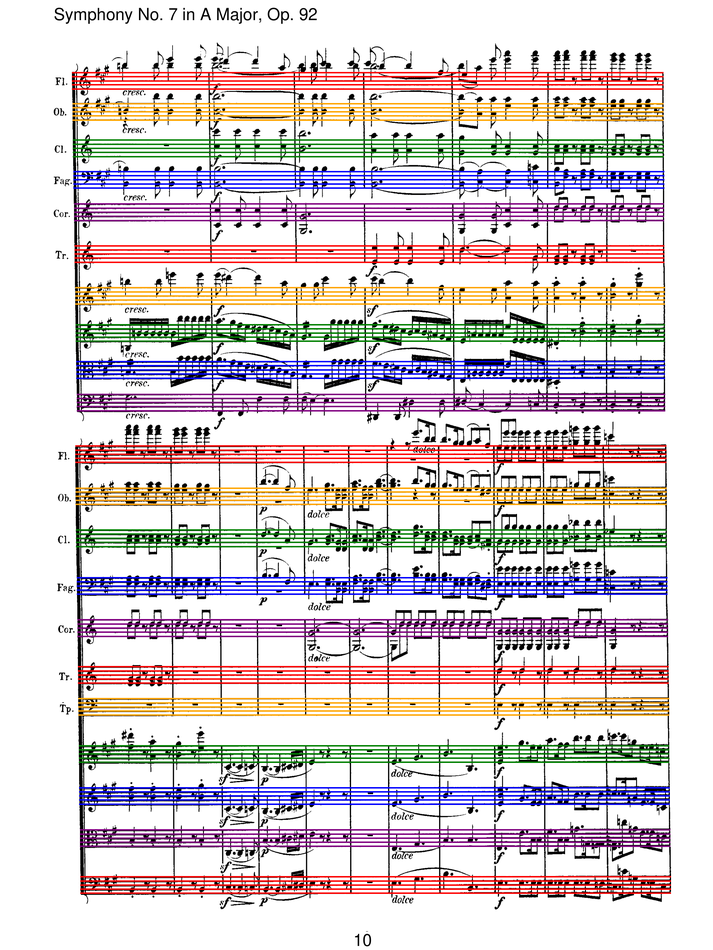 Symphony No. 7 in A Major, Op. 92
Fl.
cresc.
Ob.
cresc.
f
Cl.
f
Fag.
cresc.
f
Cor.
f
Tr.
f
cresc.
f
sf
cresc.
f
sf
cresc.
f
sf
cresc.
f
Fl.
dolce
f
Ob.
p
dolce
f
Cl.
p
dolce
f
Fag.
p
dolce
f
Cor.
dolce
f
Tr.
f
Tp.
f
sf
p
dolce
f
sf
p
dolce
f
sf
p
dolce
f
sf
p
dolce
f
10